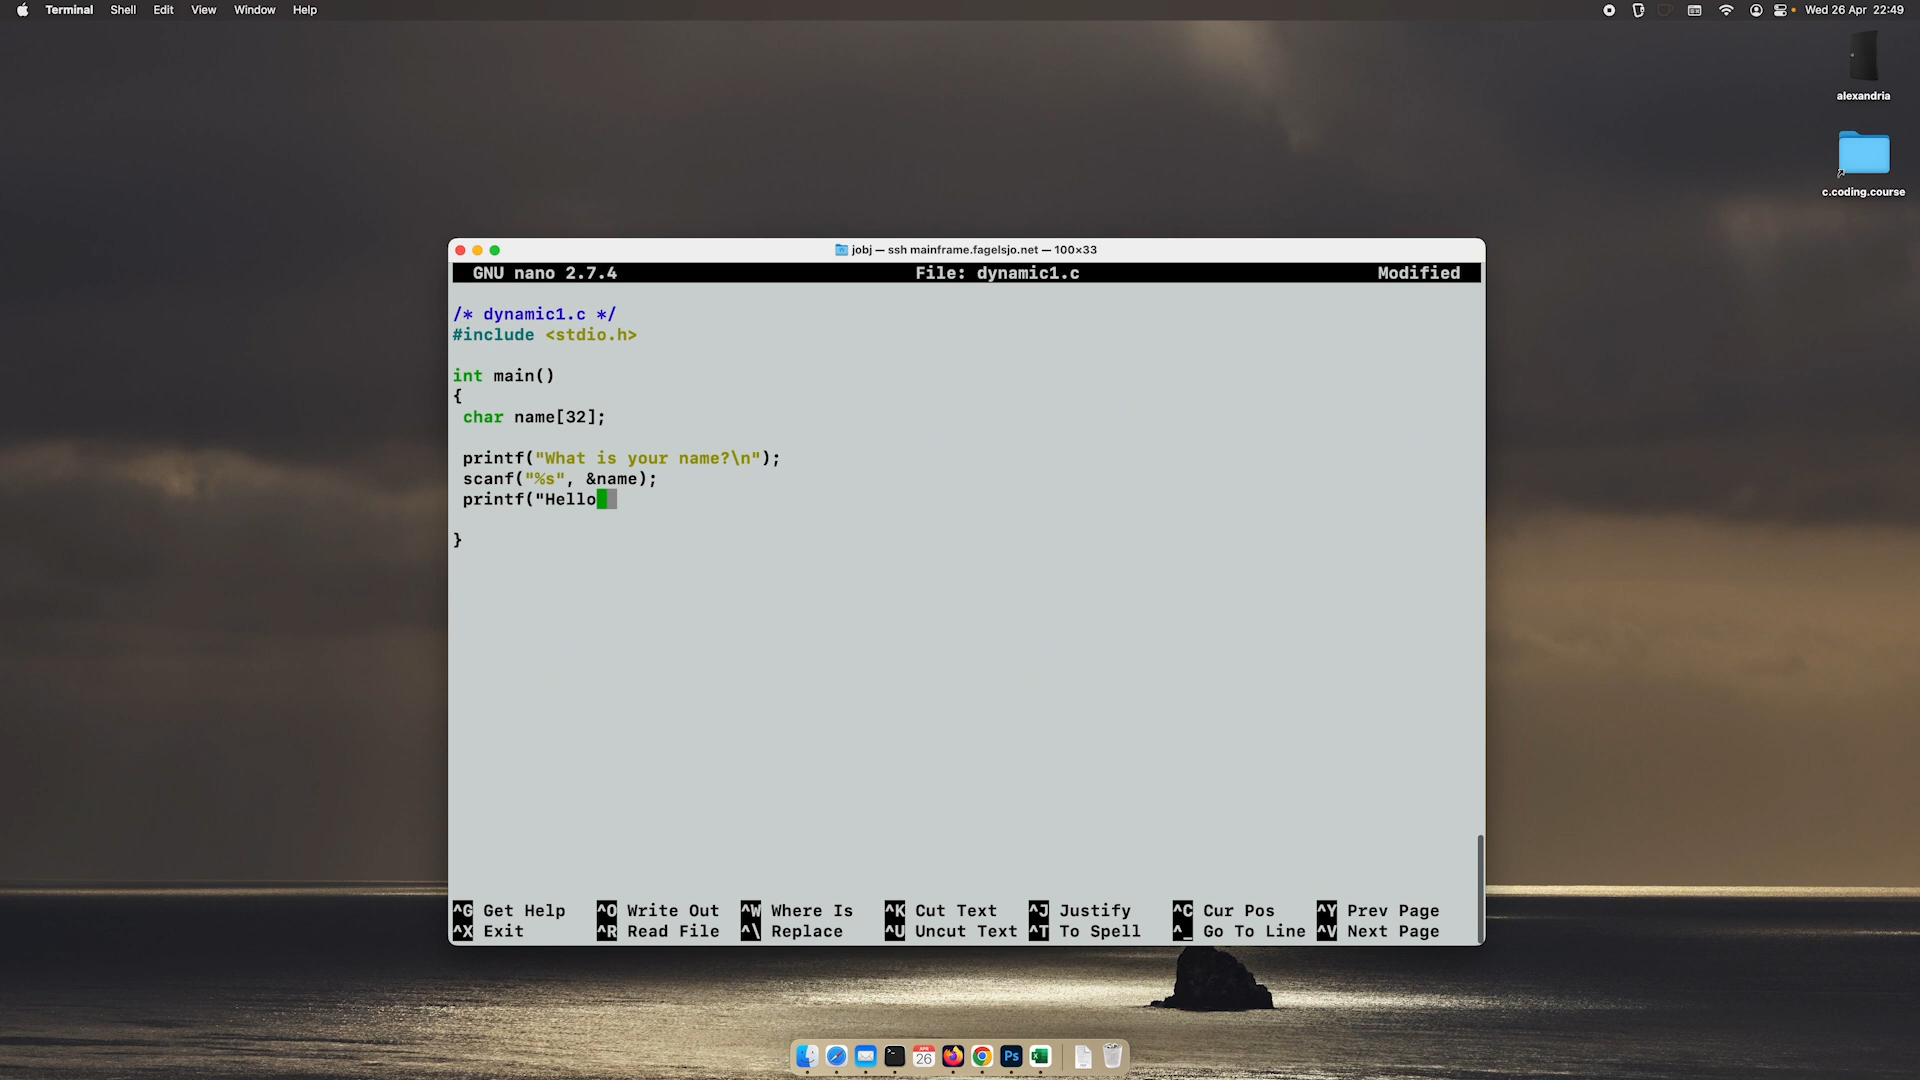 Terminal Shell Edit View Window Help Wed 26 Apr 22:49
alexandria
c.coding.course
jobj — ssh mainframe.fagelsjo.net — 100×33
GNU nano 2.7.4 File: dynamic1.c Modified
/* dynamic1.c */
#include <stdio.h>
int main()
{
char name[32];
printf("What is your name?\n");
scanf("%s", &name);
printf("Hello
}
^G Get Help ^O Write Out ^W Where Is ^K Cut Text ^J Justify ^C Cur Pos ^Y Prev Page
^X Exit ^R Read File ^\ Replace ^U Uncut Text ^T To Spell ^_ Go To Line ^V Next Page
26
Ps